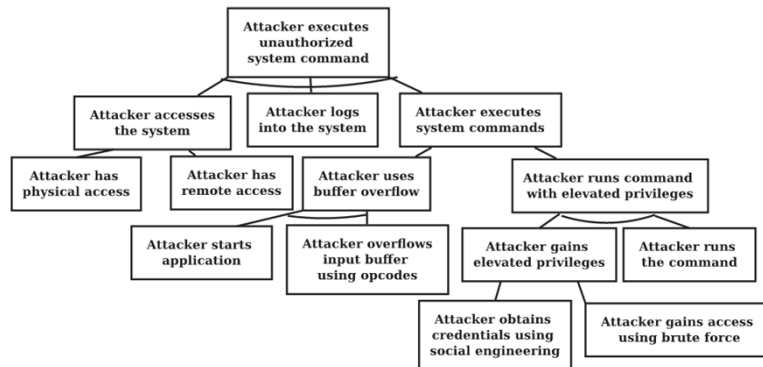 Attacker executes
unauthorized
system command
Attacker accesses
the system
Attacker logs
into the system
Attacker executes
system commands
Attacker has
physical access
Attacker has
remote access
Attacker uses
buffer overflow
Attacker runs command
with elevated privileges
Attacker starts
application
Attacker overflows
input buffer
using opcodes
Attacker gains
elevated privileges
Attacker runs
the command
Attacker obtains
credentials using
social engineering
Attacker gains access
using brute force